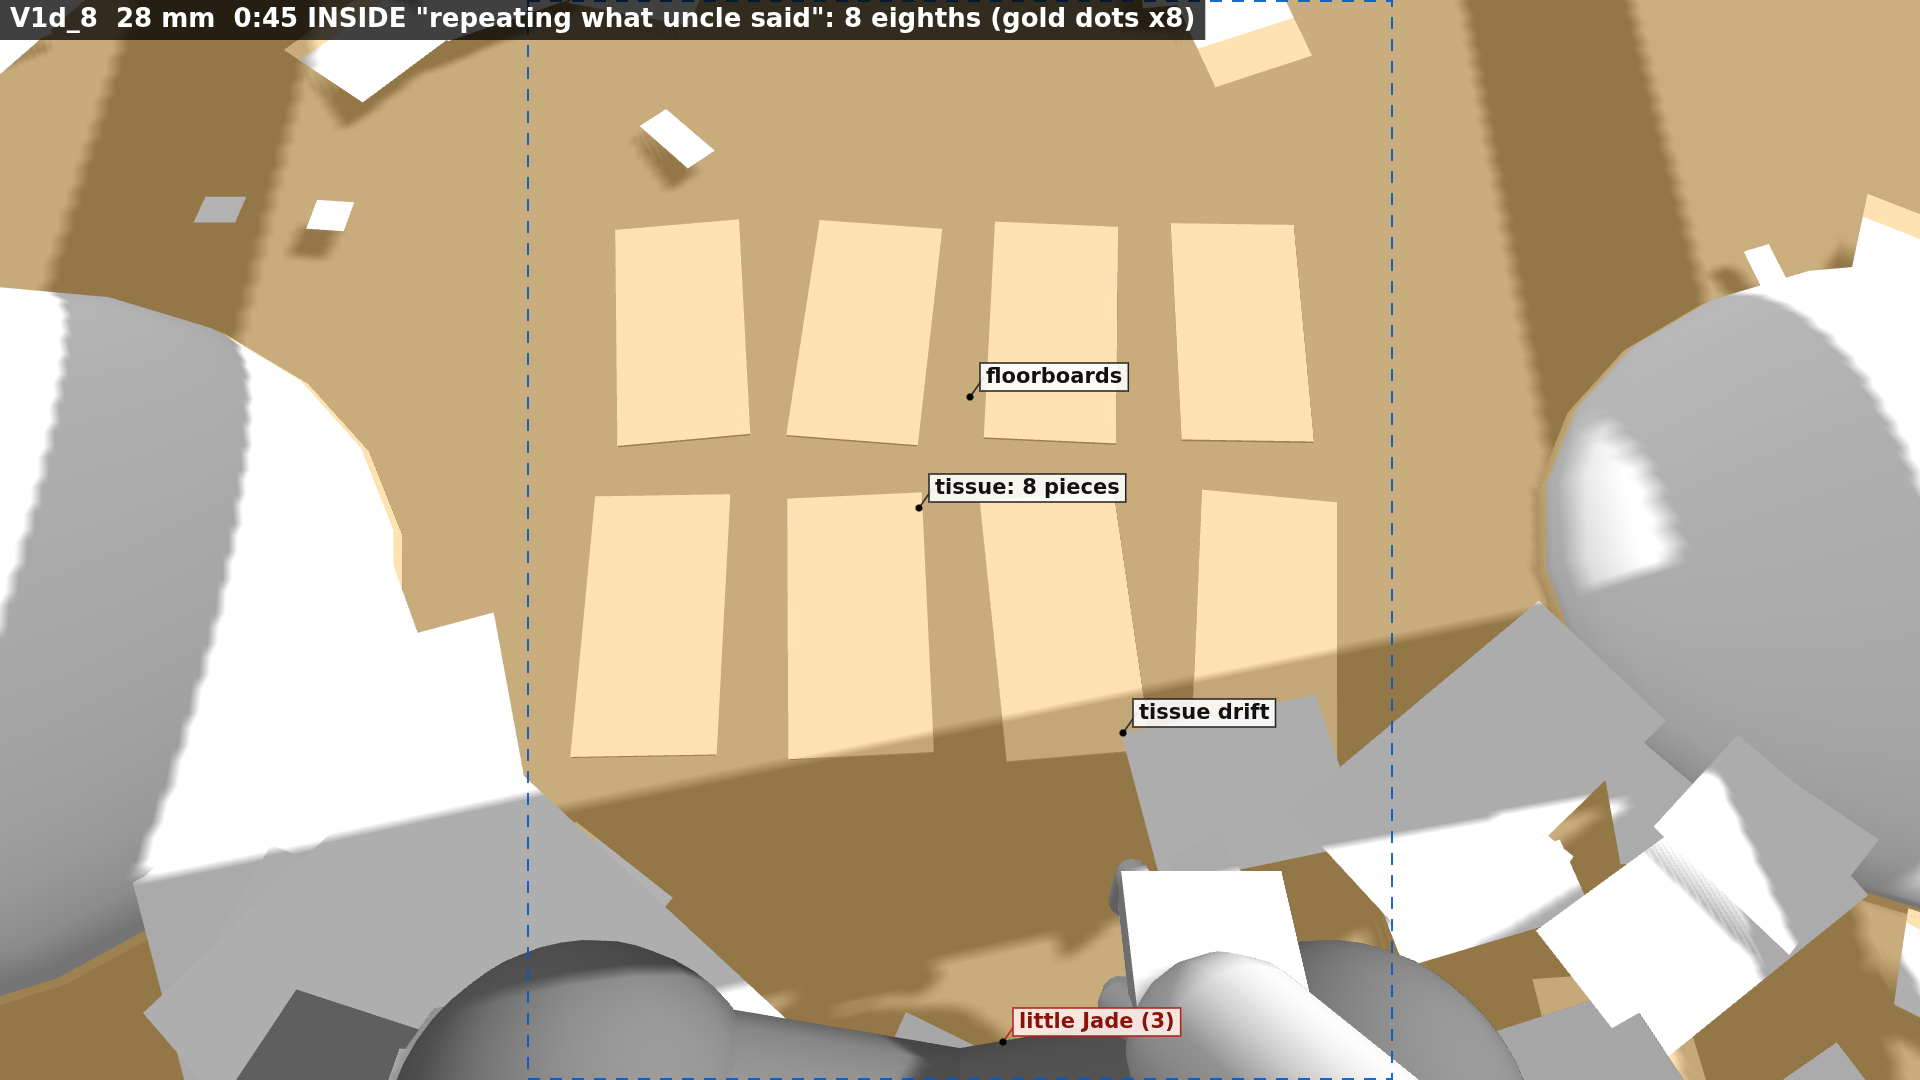 V1d_8 28 mm 0:45 INSIDE "repeating what uncle said": 8 eighths (gold dots x8)
floorboards
tissue: 8 pieces
tissue drift
little Jade (3)